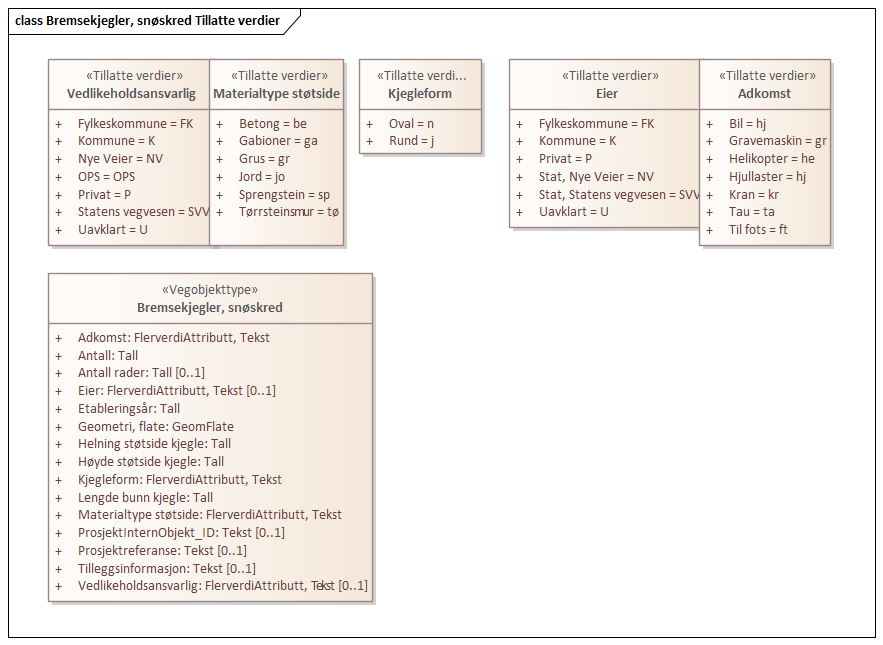 class Bremsekjegler, snøskred Tillatte verdier
«Tillatte verdier»
Vedlikeholdsansvarlig
+ Fylkeskommune = FK
+ Kommune = K
+ Nye Veier = NV
+ OPS = OPS
+ Privat = P
+ Statens vegvesen = SVV
+ Uavklart = U
«Tillatte verdier»
Materialtype støtside
+ Betong = be
+ Gabioner = ga
+ Grus = gr
+ Jord = jo
+ Sprengstein = sp
+ Tørrsteinsmur = tø
«Tillatte verdi...
Kjegleform
+ Oval = n
+ Rund = j
«Tillatte verdier»
Eier
+ Fylkeskommune = FK
+ Kommune = K
+ Privat = P
+ Stat, Nye Veier = NV
+ Stat, Statens vegvesen = SVV
+ Uavklart = U
«Tillatte verdier»
Adkomst
+ Bil = hj
+ Gravemaskin = gr
+ Helikopter = he
+ Hjullaster = hj
+ Kran = kr
+ Tau = ta
+ Til fots = ft
«Vegobjekttype»
Bremsekjegler, snøskred
+ Adkomst: FlerverdiAttributt, Tekst
+ Antall: Tall
+ Antall rader: Tall [0..1]
+ Eier: FlerverdiAttributt, Tekst [0..1]
+ Etableringsår: Tall
+ Geometri, flate: GeomFlate
+ Helning støtside kjegle: Tall
+ Høyde støtside kjegle: Tall
+ Kjegleform: FlerverdiAttributt, Tekst
+ Lengde bunn kjegle: Tall
+ Materialtype støtside: FlerverdiAttributt, Tekst
+ ProsjektInternObjekt_ID: Tekst [0..1]
+ Prosjektreferanse: Tekst [0..1]
+ Tilleggsinformasjon: Tekst [0..1]
+ Vedlikeholdsansvarlig: FlerverdiAttributt, Tekst [0..1]